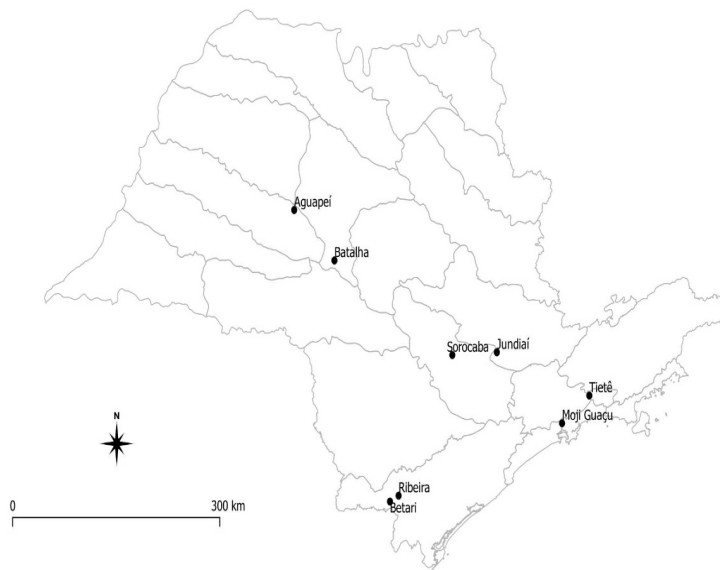 Aguapeí
Batalha
Sorocaba
Jundiaí
Tietê
Moji Guaçu
N
Ribeira
Betari
0
300 km